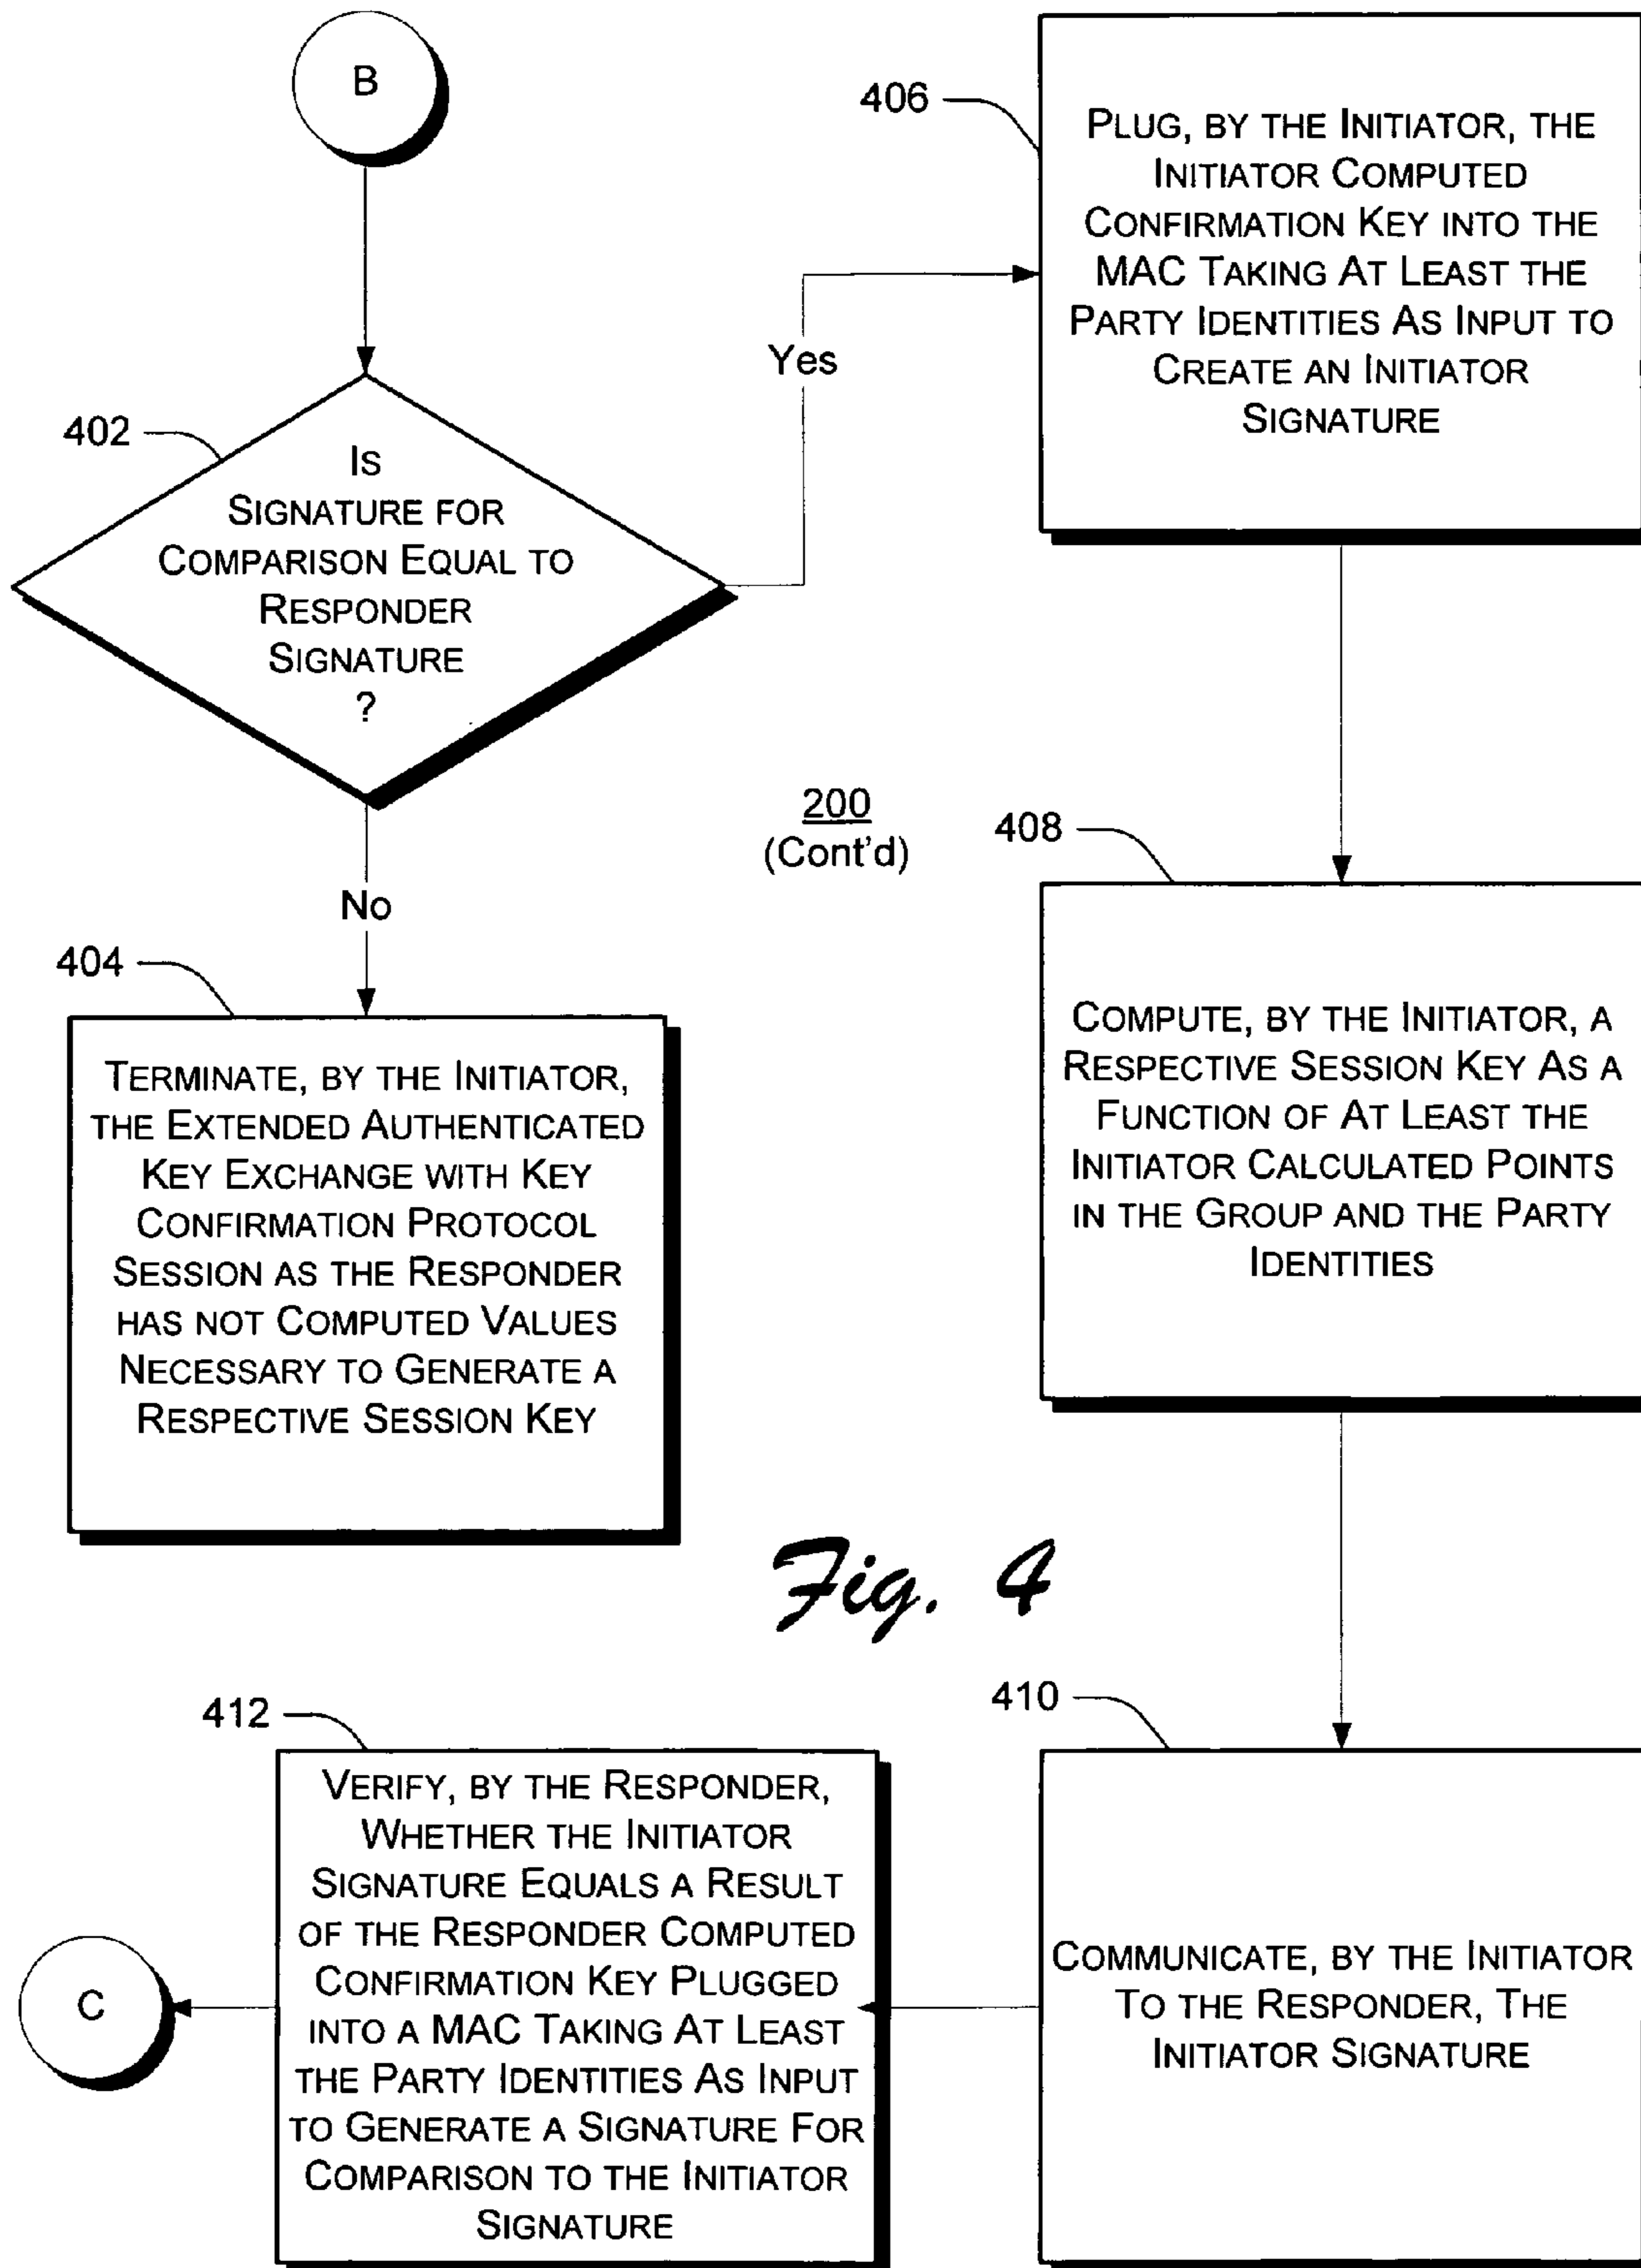 B
402
Is
SIGNATURE FOR
COMPARISON EQUAL TO
RESPONDER
SIGNATURE
?
Yes
No
404
TERMINATE, BY THE INITIATOR,
THE EXTENDED AUTHENTICATED
KEY EXCHANGE WITH KEY
CONFIRMATION PROTOCOL
SESSION AS THE RESPONDER
HAS NOT COMPUTED VALUES
NECESSARY TO GENERATE A
RESPECTIVE SESSION KEY
406
PLUG, BY THE INITIATOR, THE
INITIATOR COMPUTED
CONFIRMATION KEY INTO THE
MAC TAKING AT LEAST THE
PARTY IDENTITIES AS INPUT TO
CREATE AN INITIATOR
SIGNATURE
200
(Cont'd)
408
COMPUTE, BY THE INITIATOR, A
RESPECTIVE SESSION KEY AS A
FUNCTION OF AT LEAST THE
INITIATOR CALCULATED POINTS
IN THE GROUP AND THE PARTY
IDENTITIES
Fig. 4
410
COMMUNICATE, BY THE INITIATOR
TO THE RESPONDER, THE
INITIATOR SIGNATURE
412
VERIFY, BY THE RESPONDER,
WHETHER THE INITIATOR
SIGNATURE EQUALS A RESULT
OF THE RESPONDER COMPUTED
CONFIRMATION KEY PLUGGED
INTO A MAC TAKING AT LEAST
THE PARTY IDENTITIES AS INPUT
TO GENERATE A SIGNATURE FOR
COMPARISON TO THE INITIATOR
SIGNATURE
C